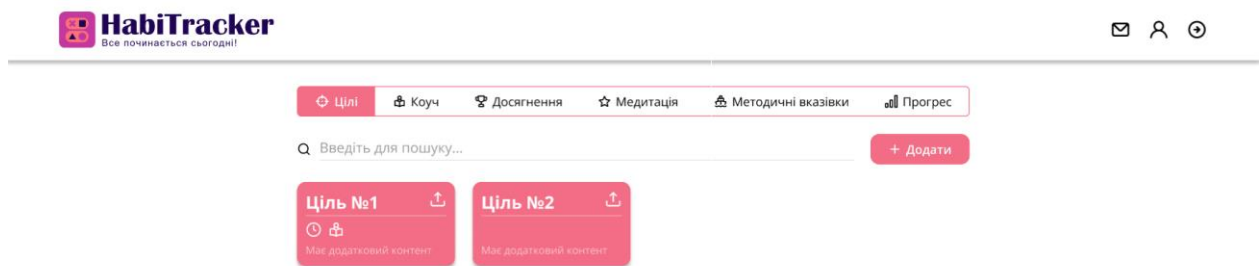 HabiTracker
Все починається сьогодні!
Цілі Коуч Досягнення Медитація Методичні вказівки Прогрес
Введіть для пошуку... + Додати
Ціль №1 Ціль №2
Має додатковий контент Має додатковий контент